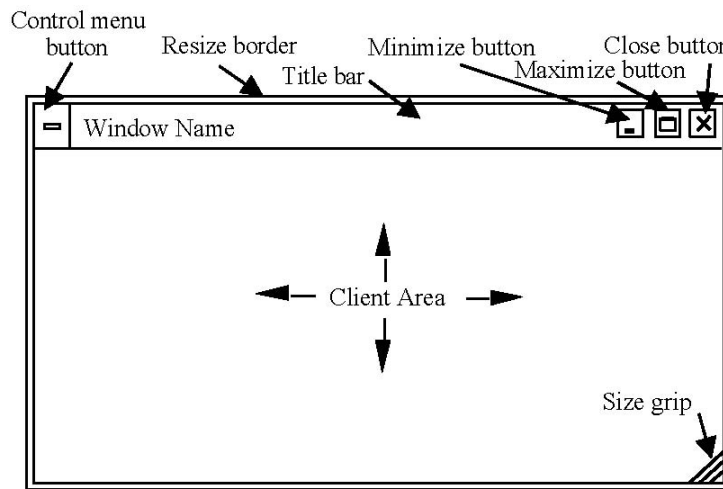 Control menu
button
Resize border
Title bar
Minimize button
Maximize button
Close button
Window Name
Client Area
Size grip